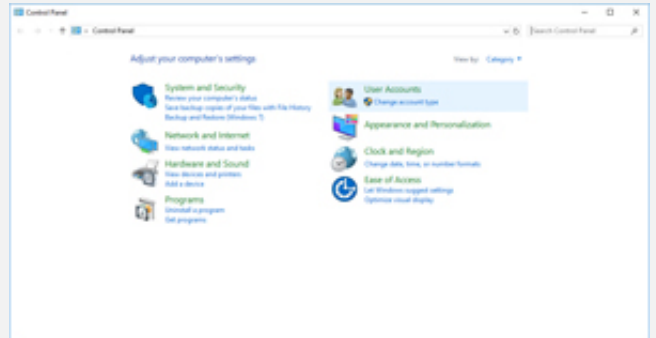 Control Panel
Control Panel
Search Control Panel
Adjust your computer's settings
View by: Category
System and Security
Review your computer's status
Save backup copies of your files with File History
Backup and Restore (Windows 7)
Network and Internet
View network status and tasks
Hardware and Sound
View devices and printers
Add a device
Programs
Uninstall a program
Get programs
User Accounts
Change account type
Appearance and Personalization
Clock and Region
Change date, time, or number formats
Ease of Access
Let Windows suggest settings
Optimize visual display